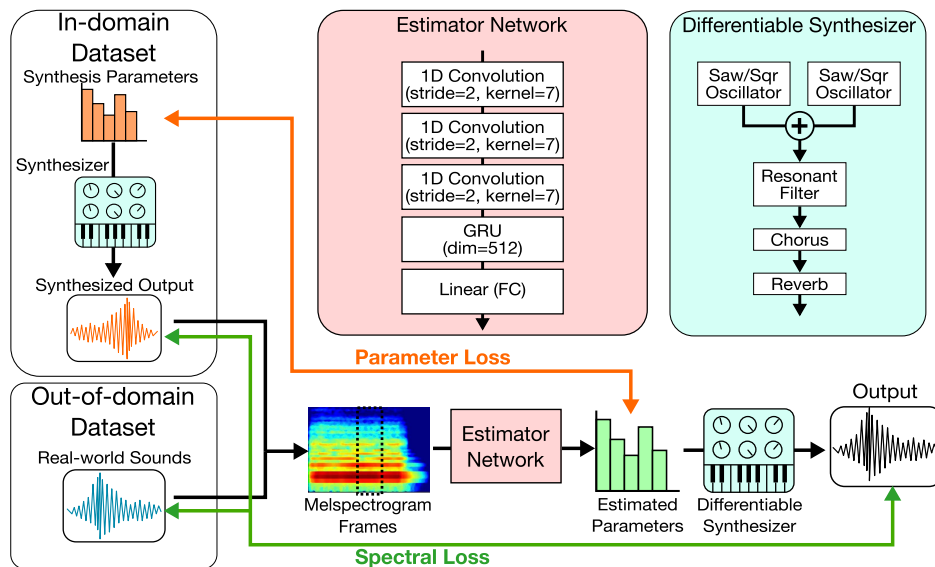 In-domain
Dataset
Synthesis Parameters
Synthesizer
Synthesized Output
Out-of-domain
Dataset
Real-world Sounds
Estimator Network
1D Convolution
(stride=2, kernel=7)
1D Convolution
(stride=2, kernel=7)
1D Convolution
(stride=2, kernel=7)
GRU
(dim=512)
Linear (FC)
Differentiable Synthesizer
Saw/Sqr
Oscillator
Saw/Sqr
Oscillator
+
Resonant
Filter
Chorus
Reverb
Parameter Loss
Melspectrogram
Frames
Estimator
Network
Estimated
Parameters
Differentiable
Synthesizer
Output
Spectral Loss